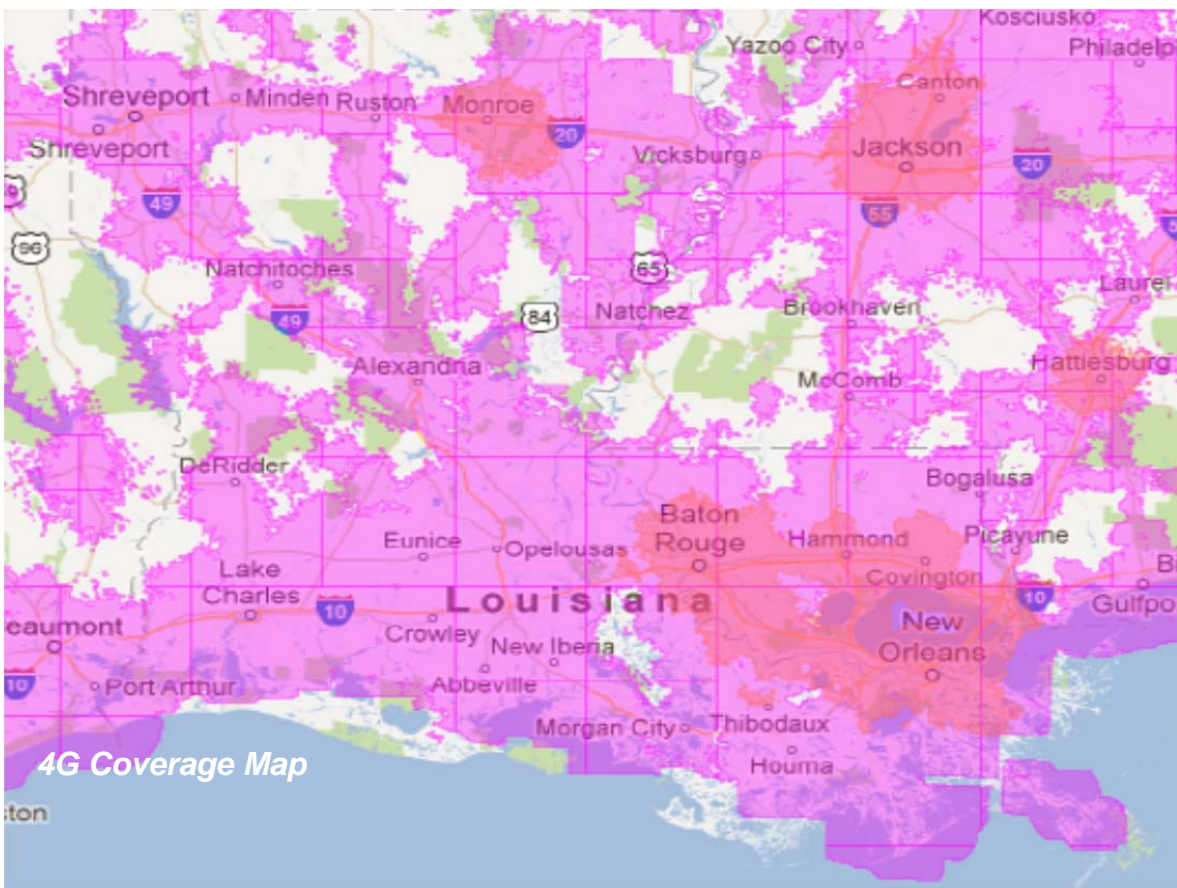 Kosciusko
Yazoo City
Philadelp
Canton
Shreveport
Minden
Ruston
Monroe
20
Shreveport
Vicksburg
Jackson
20
49
55
96
65
Natchitoches
Laurel
49
84
Natchez
Brookhaven
Alexandria
Hattiesburg
McComb
DeRidder
Bogalusa
Baton
Rouge
Hammond
Picayune
Eunice
Opelousas
Covington
Lake
Charles
10
Louisiana
10
Gulfpo
eaumont
Crowley
New
Orleans
New Iberia
10
Port Arthur
Abbeville
Morgan City
Thibodaux
Houma
4G Coverage Map
ston